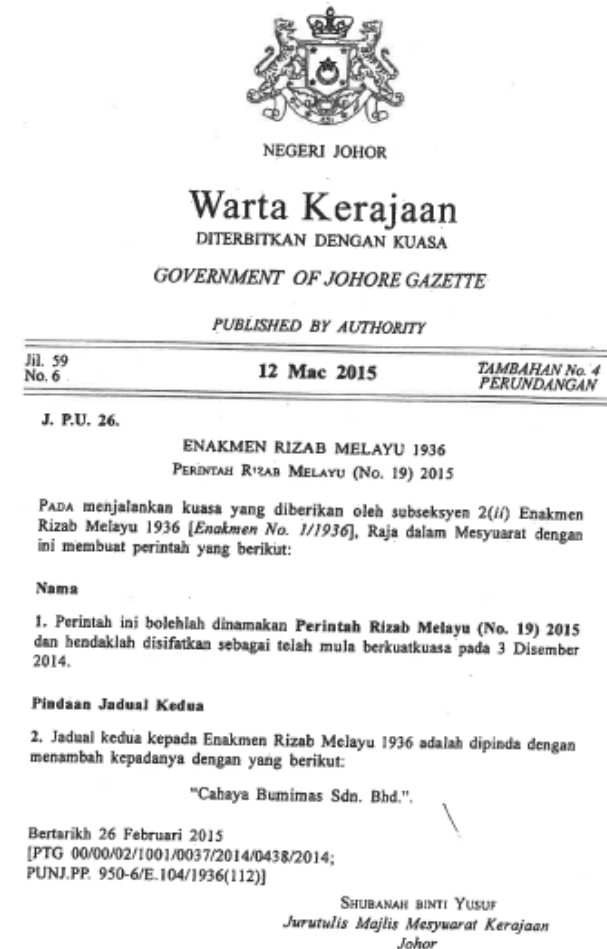 NEGERI JOHOR
Warta Kerajaan
DITERBITKAN DENGAN KUASA
GOVERNMENT OF JOHORE GAZETTE
PUBLISHED BY AUTHORITY
Jil. 59
No. 6
12 Mac 2015
TAMBAHAN No. 4
PERUNDANGAN
J. P.U. 26.
ENAKMEN RIZAB MELAYU 1936
PERINTAH RIZAB MELAYU (No. 19) 2015
PADA menjalankan kuasa yang diberikan oleh subseksyen 2(ii) Enakmen
Rizab Melayu 1936 [Enakmen No. 1/1936], Raja dalam Mesyuarat dengan
ini membuat perintah yang berikut:
Nama
1. Perintah ini bolehlah dinamakan Perintah Rizab Melayu (No. 19) 2015
dan hendaklah disifatkan sebagai telah mula berkuatkuasa pada 3 Disember
2014.
Pindaan Jadual Kedua
2. Jadual kedua kepada Enakmen Rizab Melayu 1936 adalah dipinda dengan
menambah kepadanya dengan yang berikut:
"Cahaya Bumimas Sdn. Bhd.".
Bertarikh 26 Februari 2015
[PTG 00/00/02/1001/0037/2014/0438/2014;
PUNJ.PP. 950-6/E.104/1936(112)]
SHUBANAH BINTI YUSUF
Jurutulis Majlis Mesyuarat Kerajaan
Johor